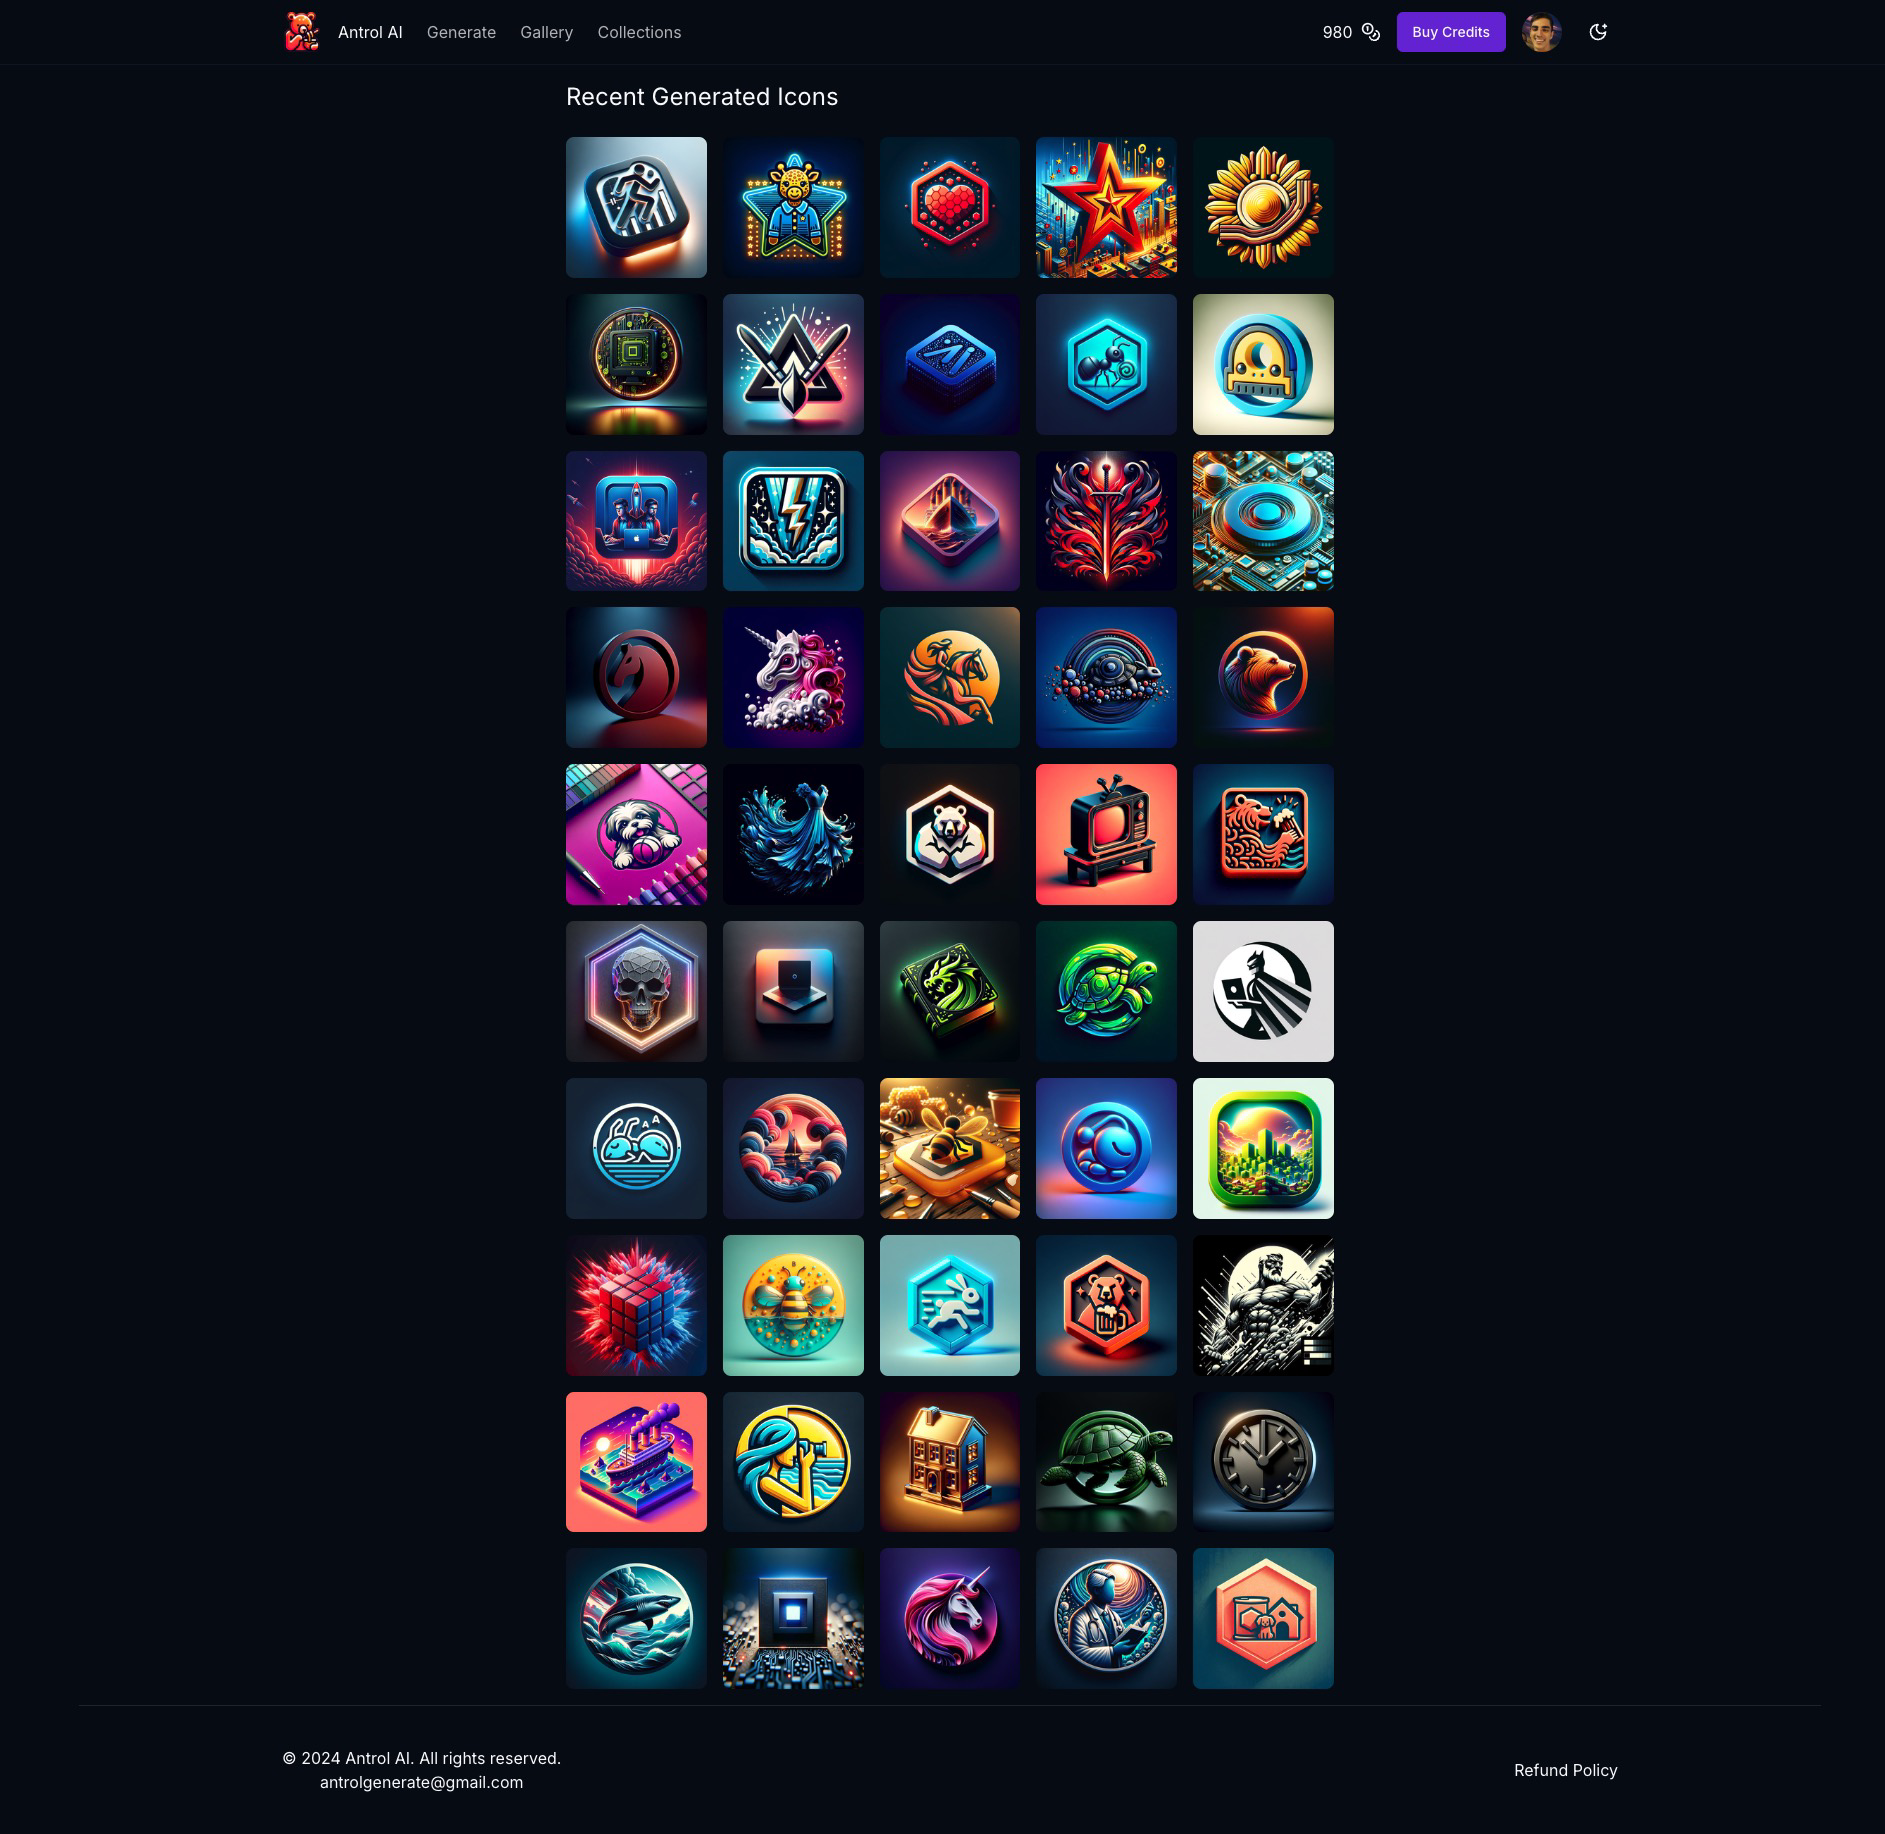 Antrol AI
Generate
Gallery
Collections
980
Buy Credits
Recent Generated Icons
© 2024 Antrol AI. All rights reserved.
antrolgenerate@gmail.com
Refund Policy